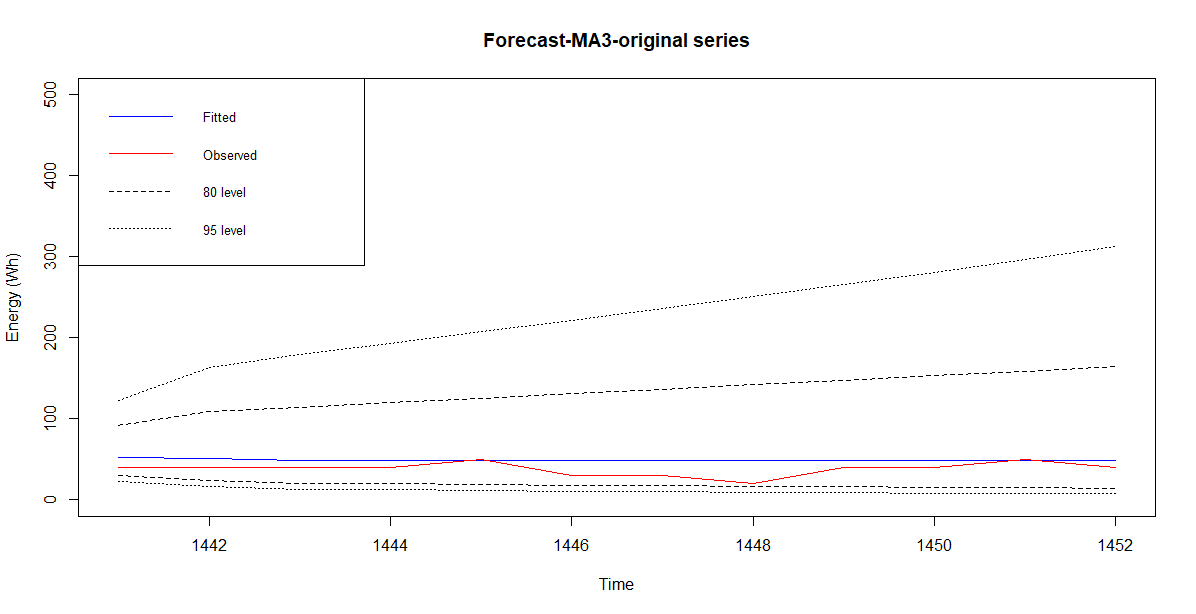 Forecast-MA3-original series
Fitted
Observed
80 level
95 level
Energy (Wh)
500
400
300
200
100
0
1442 1444 1446 1448 1450 1452
Time